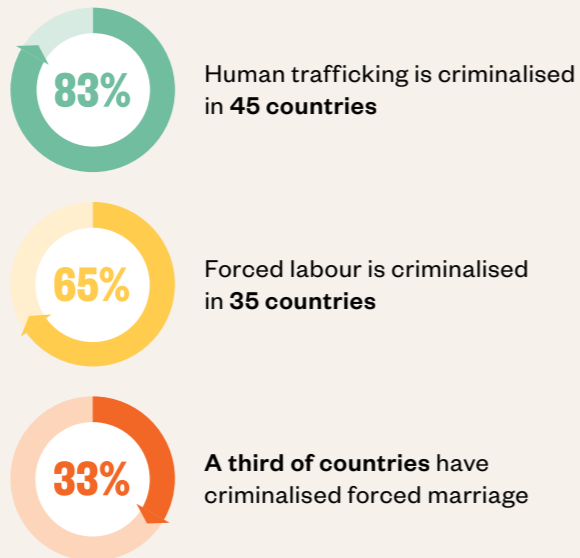 83%
Human trafficking is criminalised
in 45 countries
65%
Forced labour is criminalised
in 35 countries
33%
A third of countries have
criminalised forced marriage